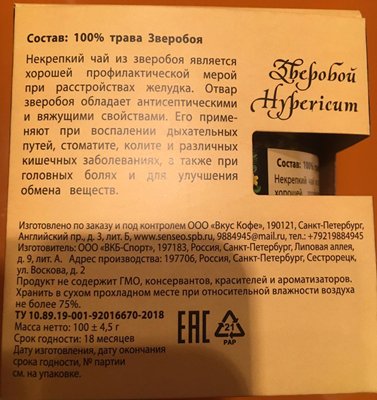 Состав: 100% трава Зверобоя
Некрепкий чай из зверобоя является
хорошей профилактической мерой
при расстройствах желудка. Отвар
зверобоя обладает антисептическими
и вяжущими свойствами. Его приме-
няют при воспалении дыхательных
путей, стоматите, колите и различных
кишечных заболеваниях, а также при
головных болях и для улучшения
обмена веществ.
Зверобой
Hypericum
Состав: 100%
Некрепкий чай и
хорошей
Изготовлено по заказу и под контролем ООО «Вкус Кофе», 190121, Санкт-Петербург,
Английский пр., д. 3, лит. Б, www.senseo.spb.ru, 9884945@mail.ru, тел.: +79219884945
Изготовитель: ООО «ВКБ-Спорт», 197183, Россия, Санкт-Петербург, Липовая аллея,
д. 9, лит. А. Адрес производства: 197706, Россия, Санкт-Петербург, Сестрорецк,
ул. Воскова, д. 2
Продукт не содержит ГМО, консервантов, красителей и ароматизаторов.
Хранить в сухом прохладном месте при относительной влажности воздуха
не более 75%.
ТУ 10.89.19-001-92016670-2018
Масса нетто: 100 ± 4,5 г
Срок годности: 18 месяцев
Дату изготовления, дату окончания
срока годности, № партии
см. на упаковке.
EAC
21
PAP